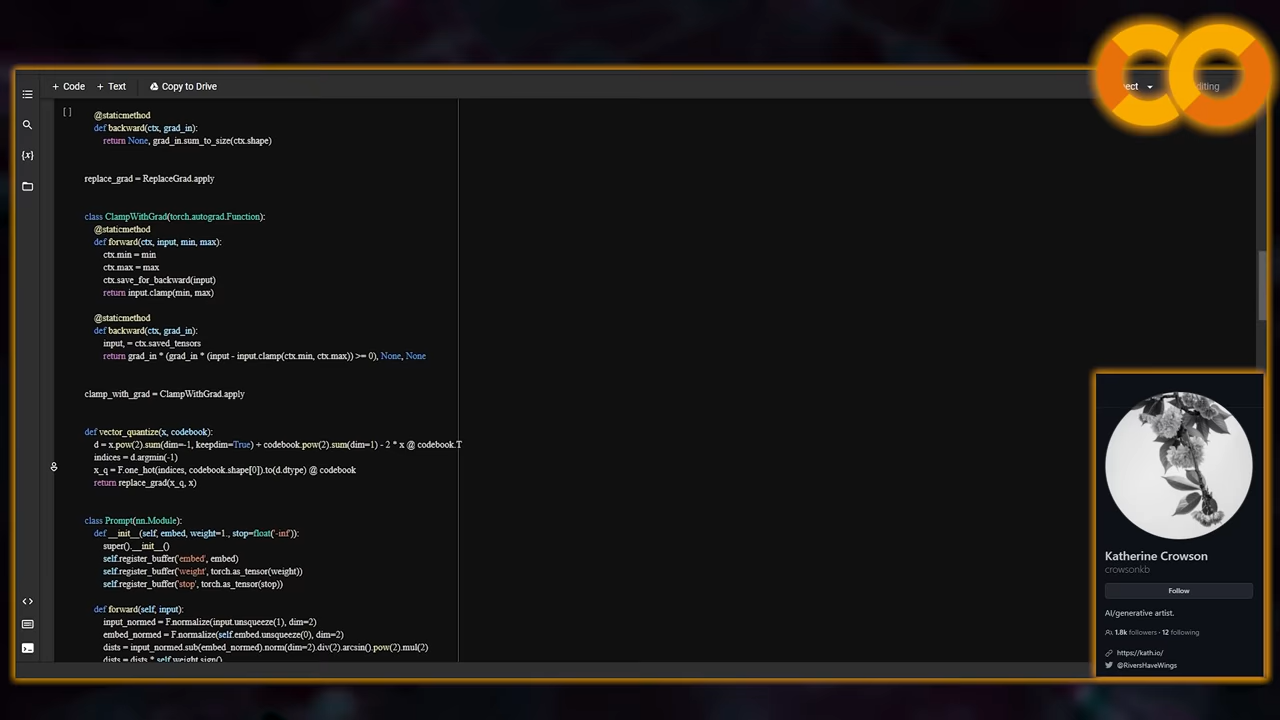 + Code + Text Copy to Drive
ect
diting
[ ]
@staticmethod
def backward(ctx, grad_in):
return None, grad_in.sum_to_size(ctx.shape)
replace_grad = ReplaceGrad.apply
class ClampWithGrad(torch.autograd.Function):
@staticmethod
def forward(ctx, input, min, max):
ctx.min = min
ctx.max = max
ctx.save_for_backward(input)
return input.clamp(min, max)
@staticmethod
def backward(ctx, grad_in):
input, = ctx.saved_tensors
return grad_in * (grad_in * (input - input.clamp(ctx.min, ctx.max)) >= 0), None, None
clamp_with_grad = ClampWithGrad.apply
def vector_quantize(x, codebook):
d = x.pow(2).sum(dim=-1, keepdim=True) + codebook.pow(2).sum(dim=1) - 2 * x @ codebook.T
indices = d.argmin(-1)
x_q = F.one_hot(indices, codebook.shape[0]).to(d.dtype) @ codebook
return replace_grad(x_q, x)
class Prompt(nn.Module):
def __init__(self, embed, weight=1., stop=float('-inf')):
super().__init__()
self.register_buffer('embed', embed)
self.register_buffer('weight', torch.as_tensor(weight))
self.register_buffer('stop', torch.as_tensor(stop))
def forward(self, input):
input_normed = F.normalize(input.unsqueeze(1), dim=2)
embed_normed = F.normalize(self.embed.unsqueeze(0), dim=2)
dists = input_normed.sub(embed_normed).norm(dim=2).div(2).arcsin().pow(2).mul(2)
dists = dists * self.weight.sign()
Katherine Crowson
crowsonkb
Follow
AI/generative artist.
1.8k followers · 12 following
https://kath.io/
@RiversHaveWings